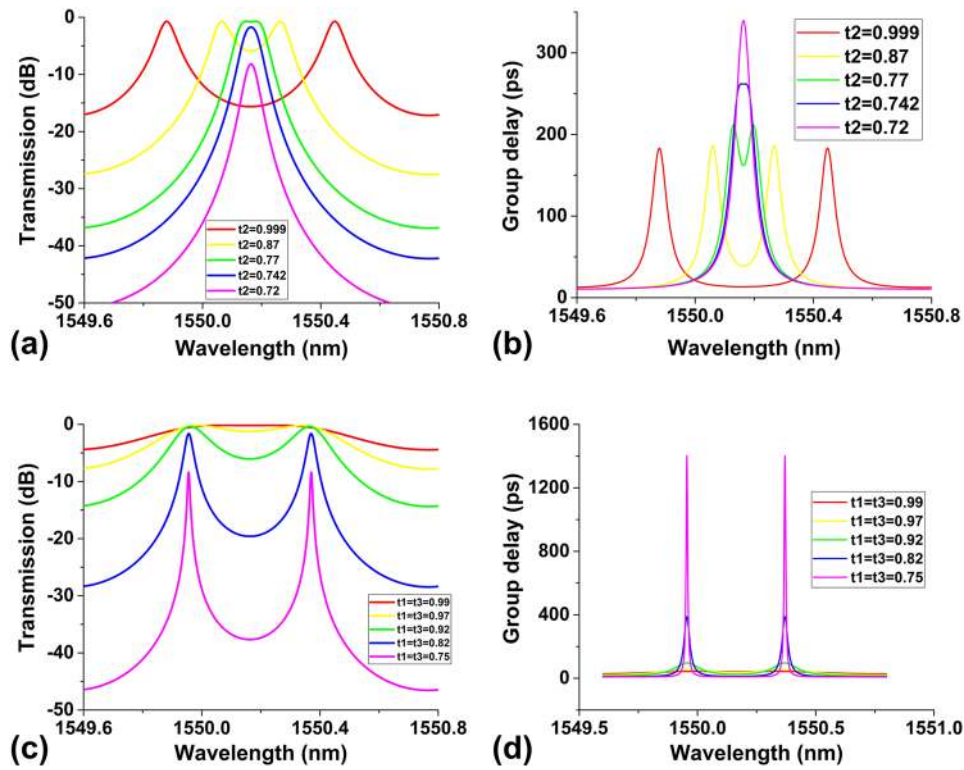 Transmission (dB)
0
-10
-20
-30
-40
-50
t2=0.999
t2=0.87
t2=0.77
t2=0.742
t2=0.72
1549.6 1550.0 1550.4 1550.8
Wavelength (nm)
(a)
Group delay (ps)
300
200
100
0
t2=0.999
t2=0.87
t2=0.77
t2=0.742
t2=0.72
1549.6 1550.0 1550.4 1550.8
Wavelength (nm)
(b)
Transmission (dB)
0
-10
-20
-30
-40
-50
t1=t3=0.99
t1=t3=0.97
t1=t3=0.92
t1=t3=0.82
t1=t3=0.75
1549.6 1550.0 1550.4 1550.8
Wavelength (nm)
(c)
Group delay (ps)
1600
1200
800
400
0
t1=t3=0.99
t1=t3=0.97
t1=t3=0.92
t1=t3=0.82
t1=t3=0.75
1549.5 1550.0 1550.5 1551.0
Wavelength (nm)
(d)